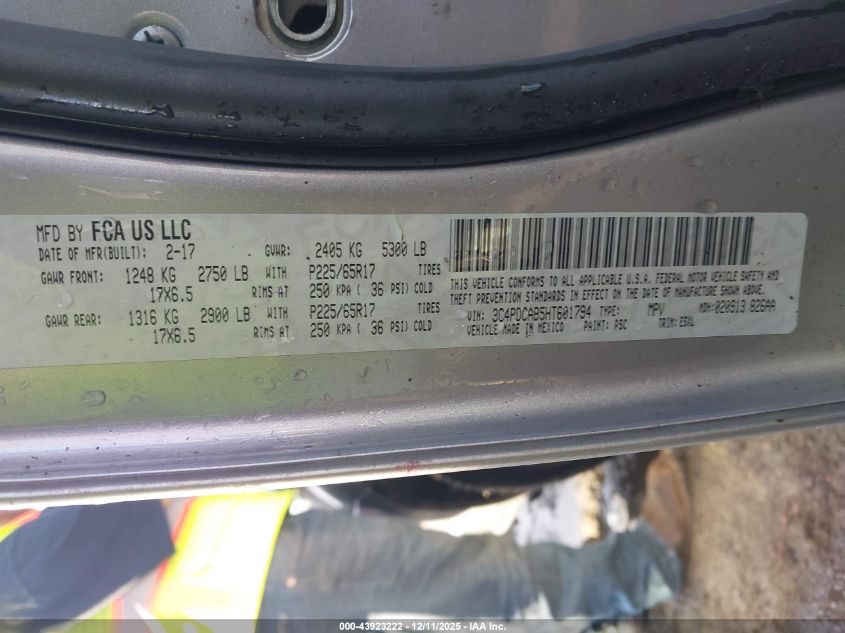 MFD BY FCA US LLC
DATE OF MFR(BUILT): 2-17 GVWR: 2405 KG 5300 LB
GAWR FRONT: 1248 KG 2750 LB WITH P225/65R17 TIRES
17X6.5 RIMS AT 250 KPA ( 36 PSI) COLD
GAWR REAR: 1316 KG 2900 LB WITH P225/65R17 TIRES
17X6.5 RIMS AT 250 KPA ( 36 PSI) COLD
THIS VEHICLE CONFORMS TO ALL APPLICABLE U.S.A. FEDERAL MOTOR VEHICLE SAFETY AND
THEFT PREVENTION STANDARDS IN EFFECT ON THE DATE OF MANUFACTURE SHOWN ABOVE.
VIN: 3C4PDCAB5HT601794 TYPE: MPV MDH:020913 826AA
VEHICLE MADE IN MEXICO PAINT: PSC TRIM:
000-43923222 - 12/11/2025 - IAA Inc.